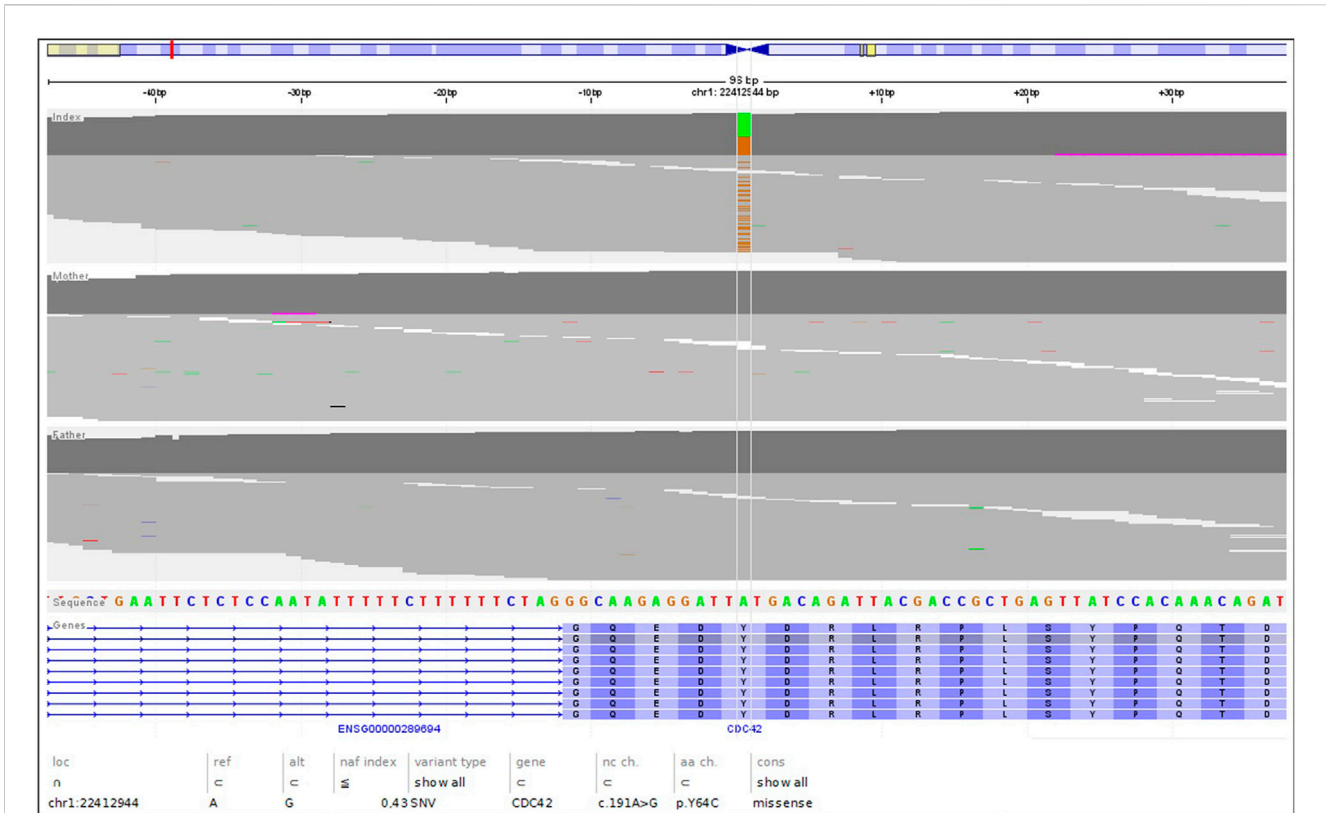 96 bp
-40 bp -30 bp -20 bp -10 bp chr1: 22412944 bp +10 bp +20 bp +30 bp
Index
Mother
Father
Sequence T G A A T T C T C T C C A A T A T T T T T C T T T T T T C T A G G G C A A G A G G A T T A T G A C A G A T T A C G A C C G C T G A G T T A T C C A C A A A C A G A T
Genes
G Q E D Y D R L R P L S Y P Q T D
G Q E D Y D R L R P L S Y P Q T D
G Q E D Y D R L R P L S Y P Q T D
G Q E D Y D R L R P L S Y P Q T D
G Q E D Y D R L R P L S Y P Q T D
G Q E D Y D R L R P L S Y P Q T D
G Q E D Y D R L R P L S Y P Q T D
G Q E D Y D R L R P L S Y P Q T D
G Q E D Y D R L R P L S Y P Q T D
ENSG00000289694 CDC42
loc ref alt naf index variant type gene nc ch. aa ch. cons
∩ ⊂ ⊂ ≦ show all ⊂ ⊂ ⊂ show all
chr1:22412944 A G 0,43 SNV CDC42 c.191A>G p.Y64C missense